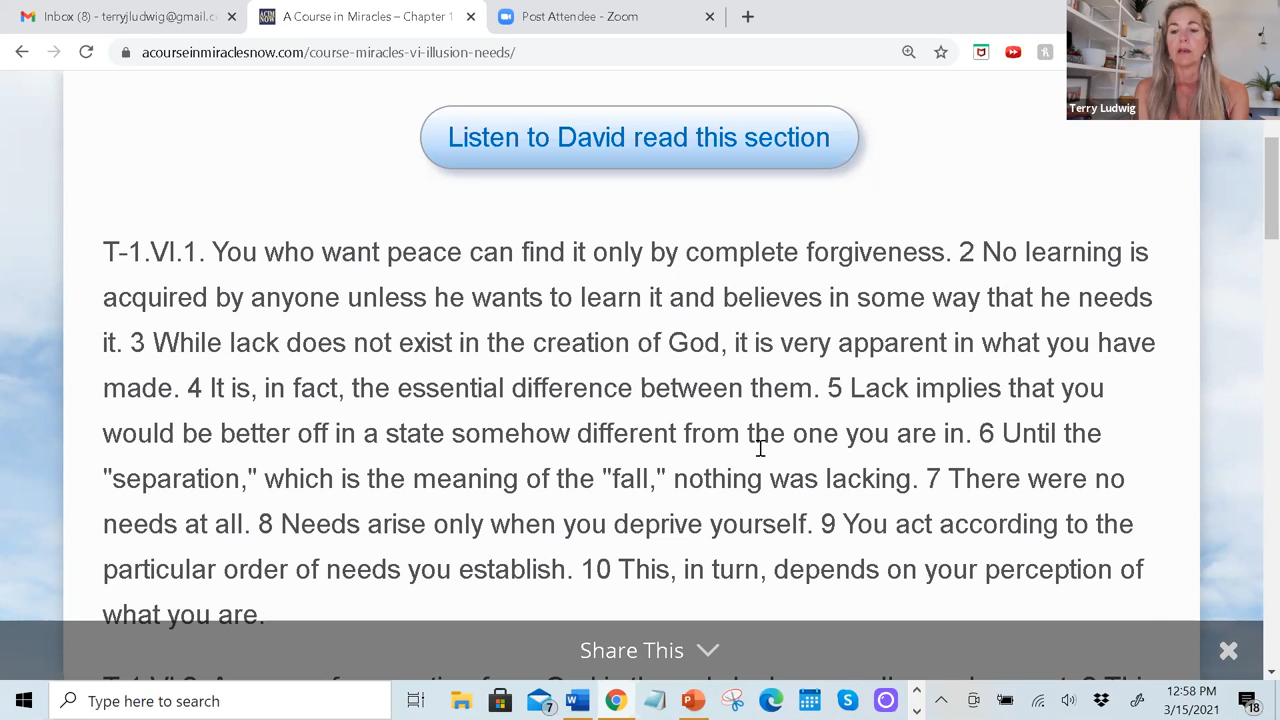 Inbox (8) - terryjludwig@gmail.c
A Course in Miracles – Chapter 1
Post Attendee - Zoom
acourseinmiraclesnow.com/course-miracles-vi-illusion-needs/
Terry Ludwig
Listen to David read this section
T-1.VI.1. You who want peace can find it only by complete forgiveness. 2 No learning is
acquired by anyone unless he wants to learn it and believes in some way that he needs
it. 3 While lack does not exist in the creation of God, it is very apparent in what you have
made. 4 It is, in fact, the essential difference between them. 5 Lack implies that you
would be better off in a state somehow different from the one you are in. 6 Until the
"separation," which is the meaning of the "fall," nothing was lacking. 7 There were no
needs at all. 8 Needs arise only when you deprive yourself. 9 You act according to the
particular order of needs you establish. 10 This, in turn, depends on your perception of
what you are.
Share This
Type here to search
7
12:58 PM
3/15/2021
18